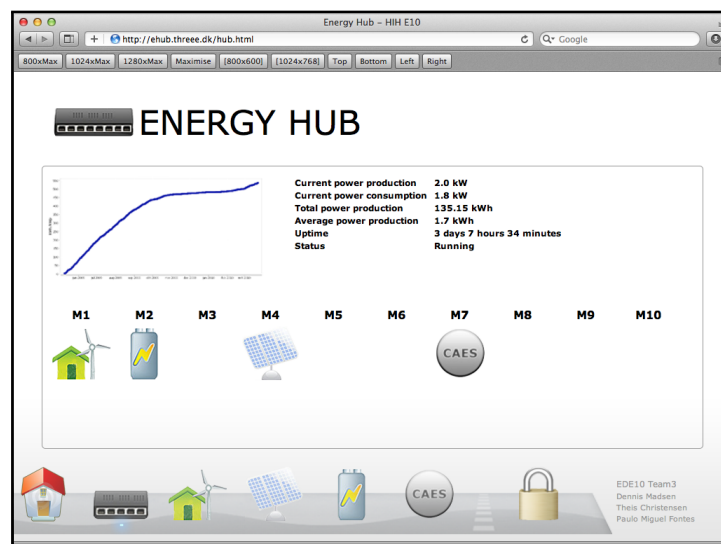 Energy Hub – HIH E10
http://ehub.threee.dk/hub.html
Google
800xMax 1024xMax 1280xMax Maximise [800x600] [1024x768] Top Bottom Left Right
ENERGY HUB
Current power production 2.0 kW
Current power consumption 1.8 kW
Total power production 135.15 kWh
Average power production 1.7 kWh
Uptime 3 days 7 hours 34 minutes
Status Running
M1 M2 M3 M4 M5 M6 M7 M8 M9 M10
CAES
CAES
EDE10 Team3
Dennis Madsen
Theis Christensen
Paulo Miguel Fontes